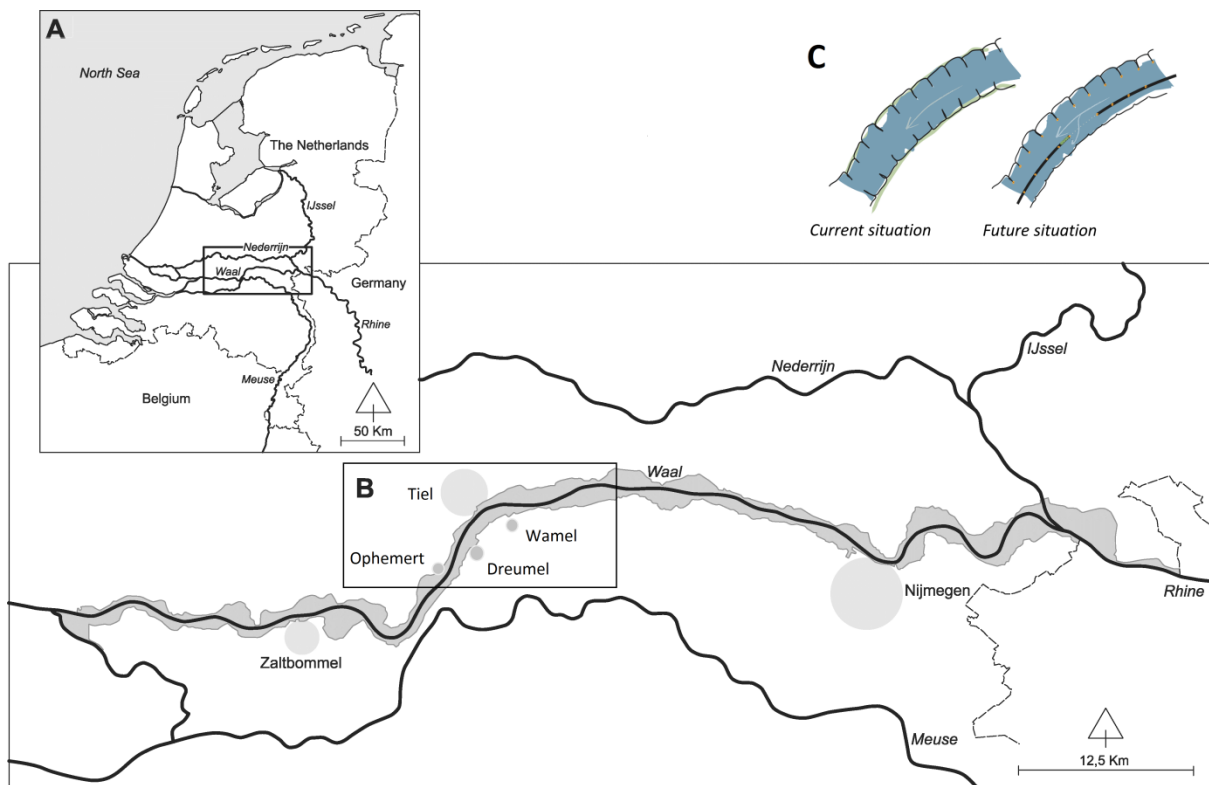 A
North Sea
The Netherlands
IJssel
Nederrijn
Waal
Germany
Rhine
Meuse
Belgium
50 Km
C
Current situation
Future situation
IJssel
Nederrijn
Waal
B
Tiel
Wamel
Ophemert
Dreumel
Nijmegen
Rhine
Zaltbommel
Meuse
12,5 Km